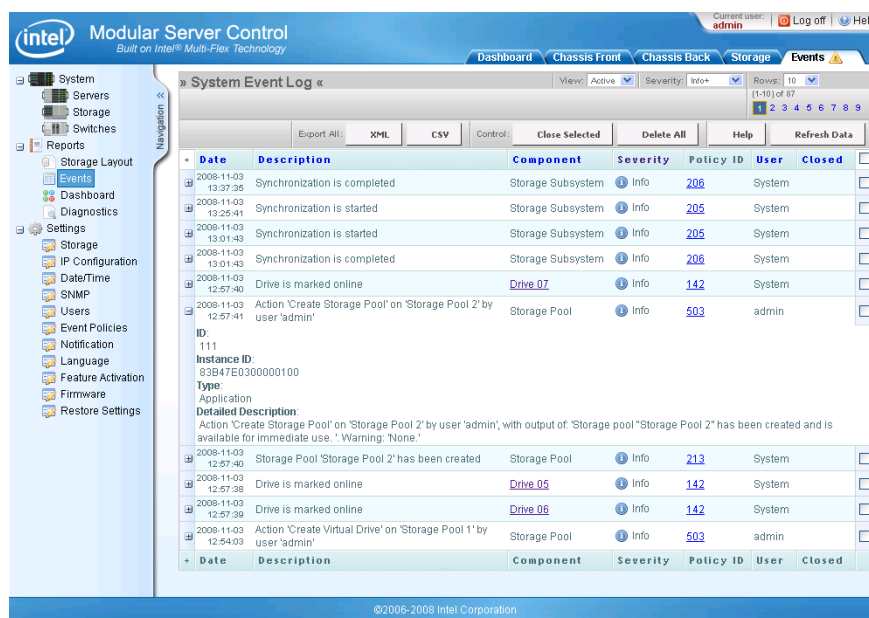 intel
Modular Server Control
Built on Intel® Multi-Flex Technology
Current user:
admin
Log off
Hel
Dashboard
Chassis Front
Chassis Back
Storage
Events
System
Servers
Storage
Switches
Reports
Storage Layout
Events
Dashboard
Diagnostics
Settings
Storage
IP Configuration
Date/Time
SNMP
Users
Event Policies
Notification
Language
Feature Activation
Firmware
Restore Settings
«
Navigation
» System Event Log «
View: Active
Severity: Info+
Rows: 10
(1-10) of 87
1 2 3 4 5 6 7 8 9
Export All: XML CSV Control: Close Selected Delete All Help Refresh Data
+ Date Description Component Severity Policy ID User Closed
2008-11-03 13:37:35 Synchronization is completed Storage Subsystem Info 206 System
2008-11-03 13:25:41 Synchronization is started Storage Subsystem Info 205 System
2008-11-03 13:01:43 Synchronization is started Storage Subsystem Info 205 System
2008-11-03 13:01:43 Synchronization is completed Storage Subsystem Info 206 System
2008-11-03 12:57:40 Drive is marked online Drive 07 Info 142 System
2008-11-03 12:57:41 Action 'Create Storage Pool' on 'Storage Pool 2' by user 'admin' Storage Pool Info 503 admin
ID:
111
Instance ID:
83B47E0300000100
Type:
Application
Detailed Description:
Action 'Create Storage Pool' on 'Storage Pool 2' by user 'admin', with output of: 'Storage pool "Storage Pool 2" has been created and is
available for immediate use. '. Warning: 'None.'
2008-11-03 12:57:40 Storage Pool 'Storage Pool 2' has been created Storage Pool Info 213 System
2008-11-03 12:57:38 Drive is marked online Drive 05 Info 142 System
2008-11-03 12:57:39 Drive is marked online Drive 06 Info 142 System
2008-11-03 12:54:03 Action 'Create Virtual Drive' on 'Storage Pool 1' by user 'admin' Storage Pool Info 503 admin
+ Date Description Component Severity Policy ID User Closed
©2006-2008 Intel Corporation